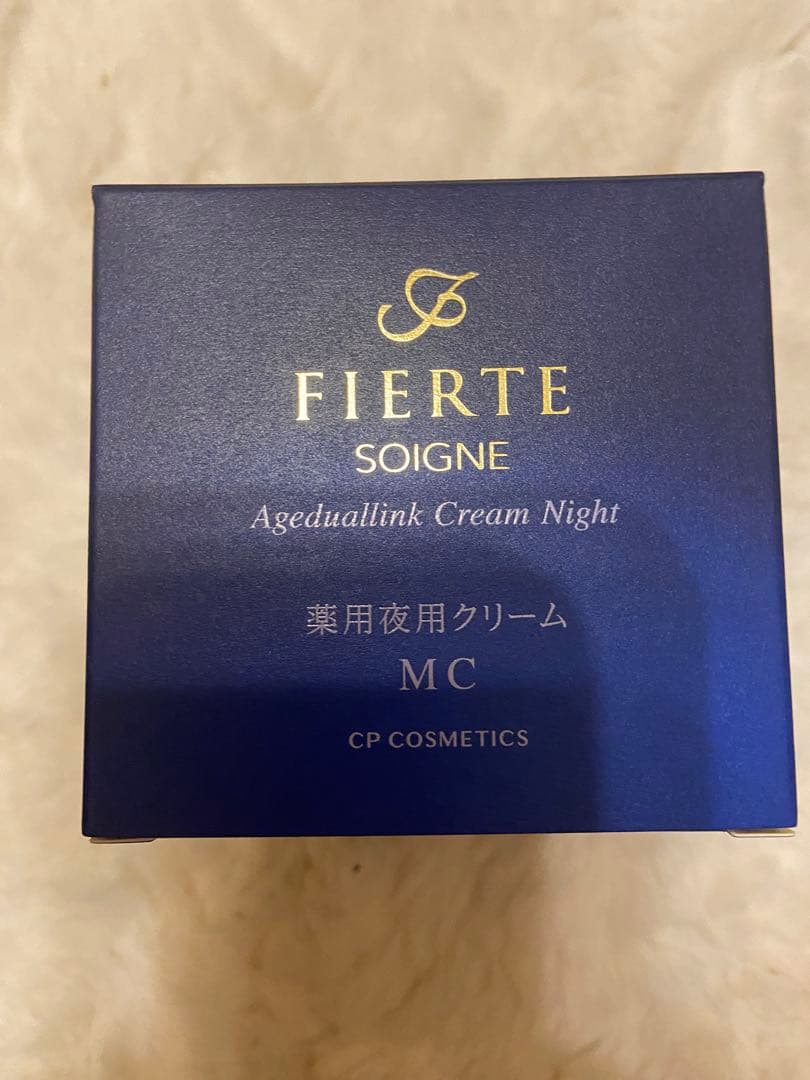 FIERTE
SOIGNE
Ageduallink Cream Night
薬用夜用クリーム
MC
CP COSMETICS